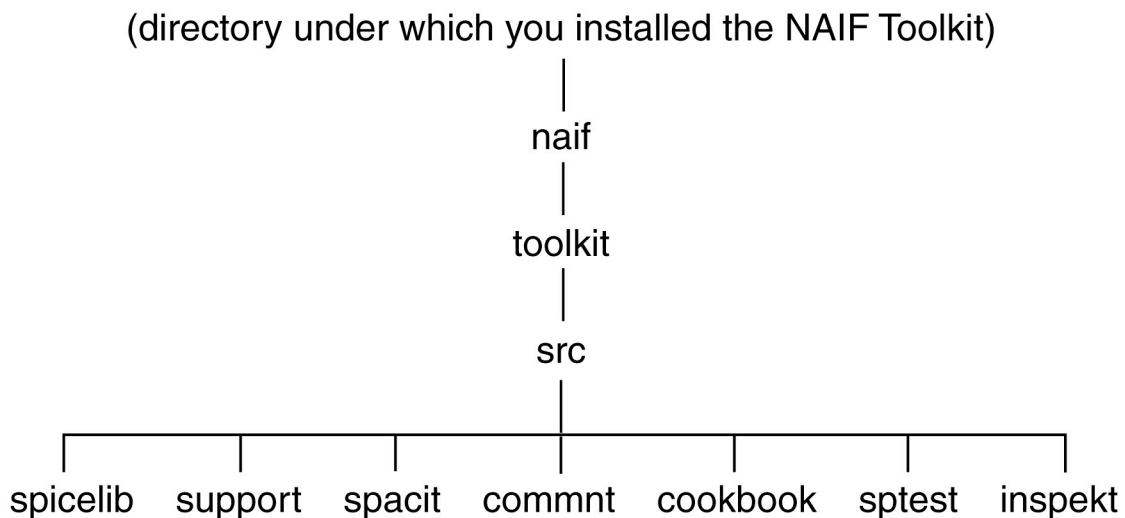 (directory under which you installed the NAIF Toolkit)
naif
toolkit
src
spicelib support spacit commnt cookbook sptest inspekt